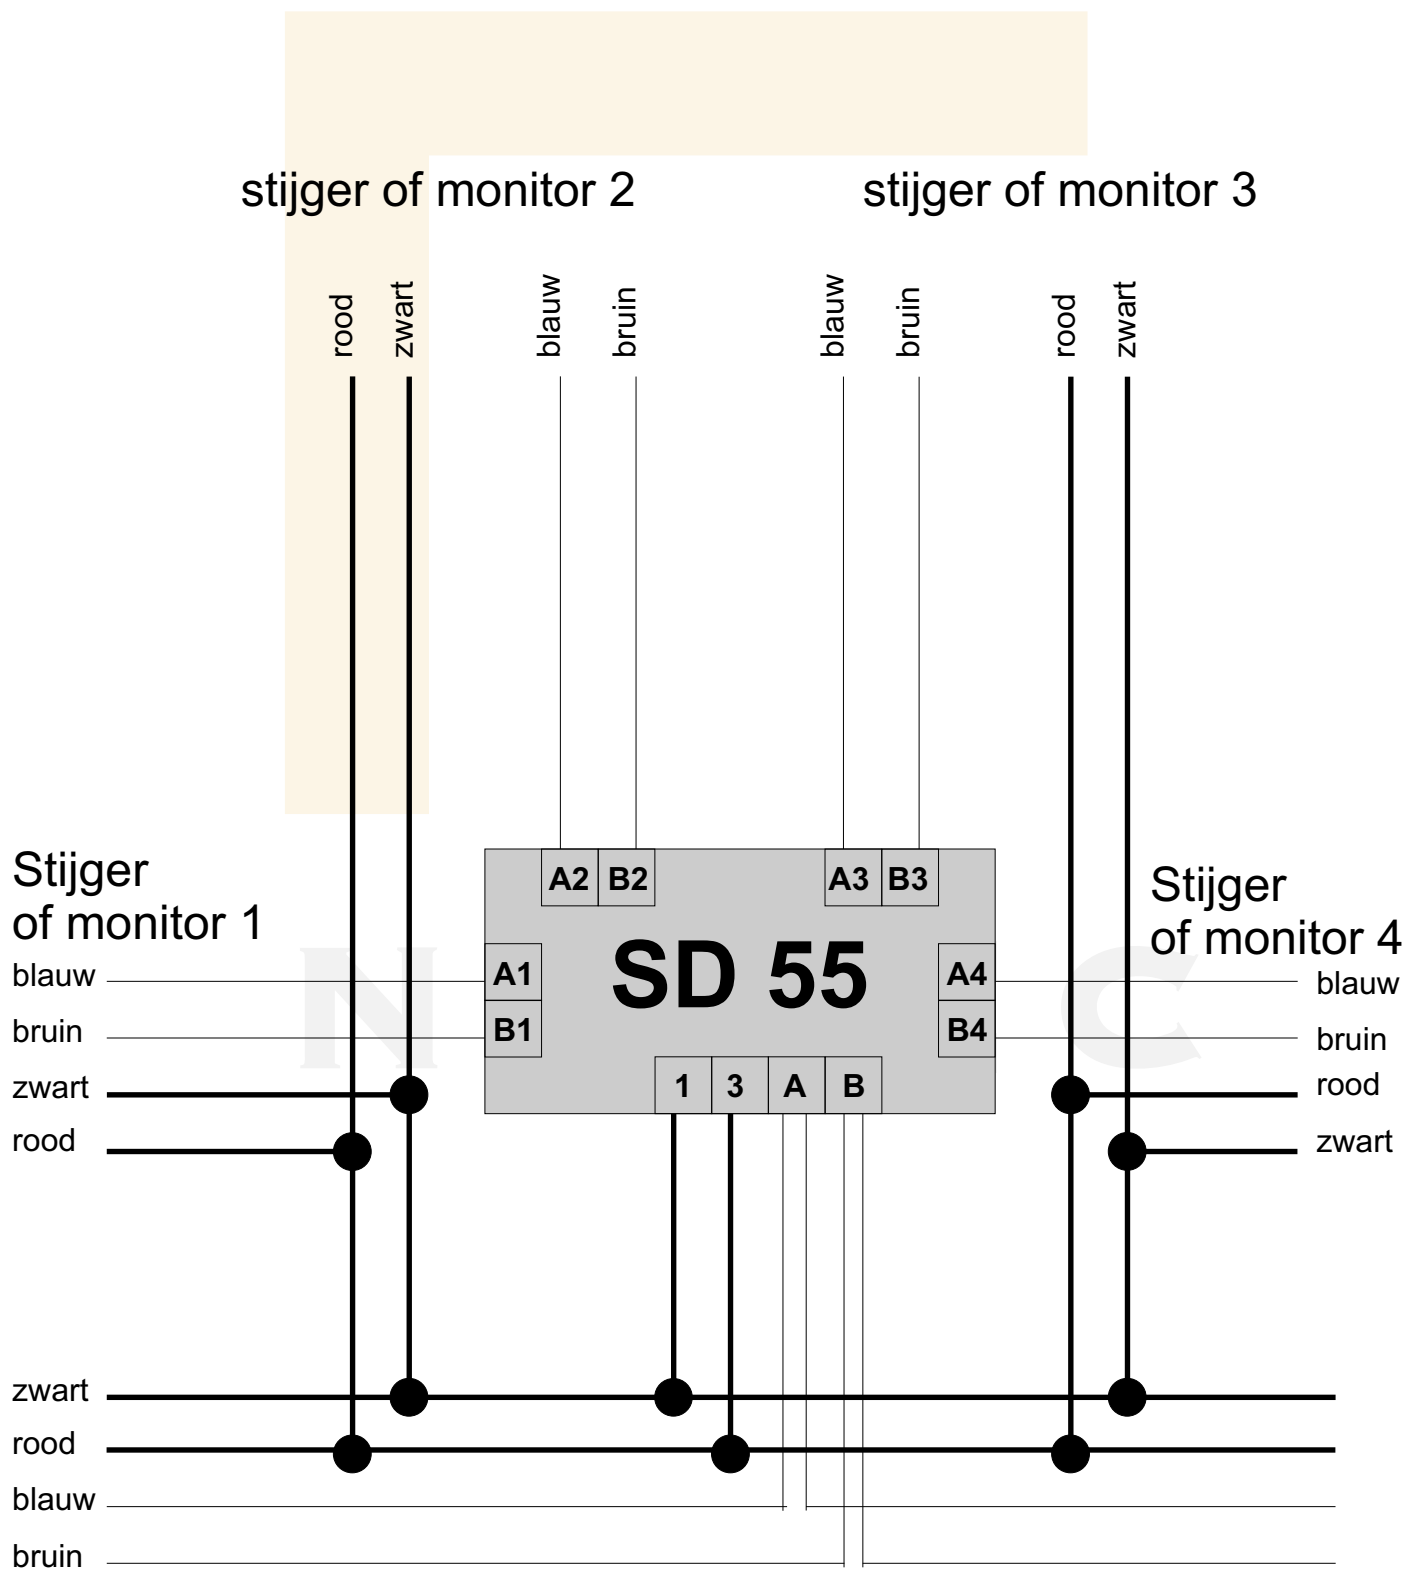 stijger of monitor 2
stijger of monitor 3
rood
zwart
blauw
bruin
blauw
bruin
rood
zwart
Stijger
of monitor 1
blauw
bruin
zwart
rood
A2 B2
A3 B3
A1
B1
SD 55
A4
B4
1 3 A B
Stijger
of monitor 4
blauw
bruin
rood
zwart
zwart
rood
blauw
bruin
N C